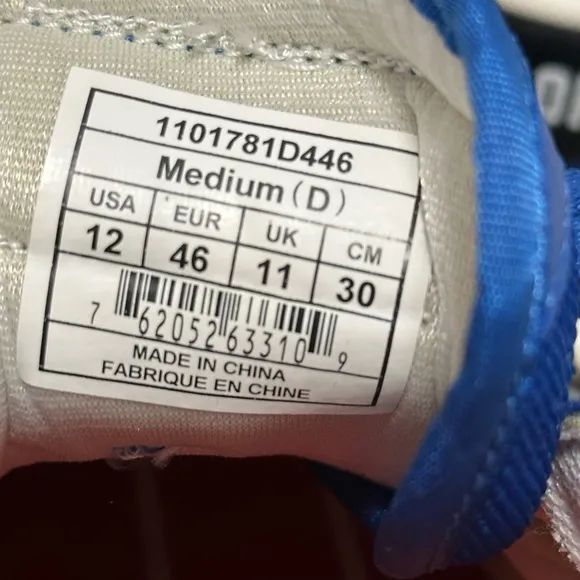 1101781D446
Medium (D)
USA EUR UK CM
12 46 11 30
7 62052 63310 9
MADE IN CHINA
FABRIQUE EN CHINE